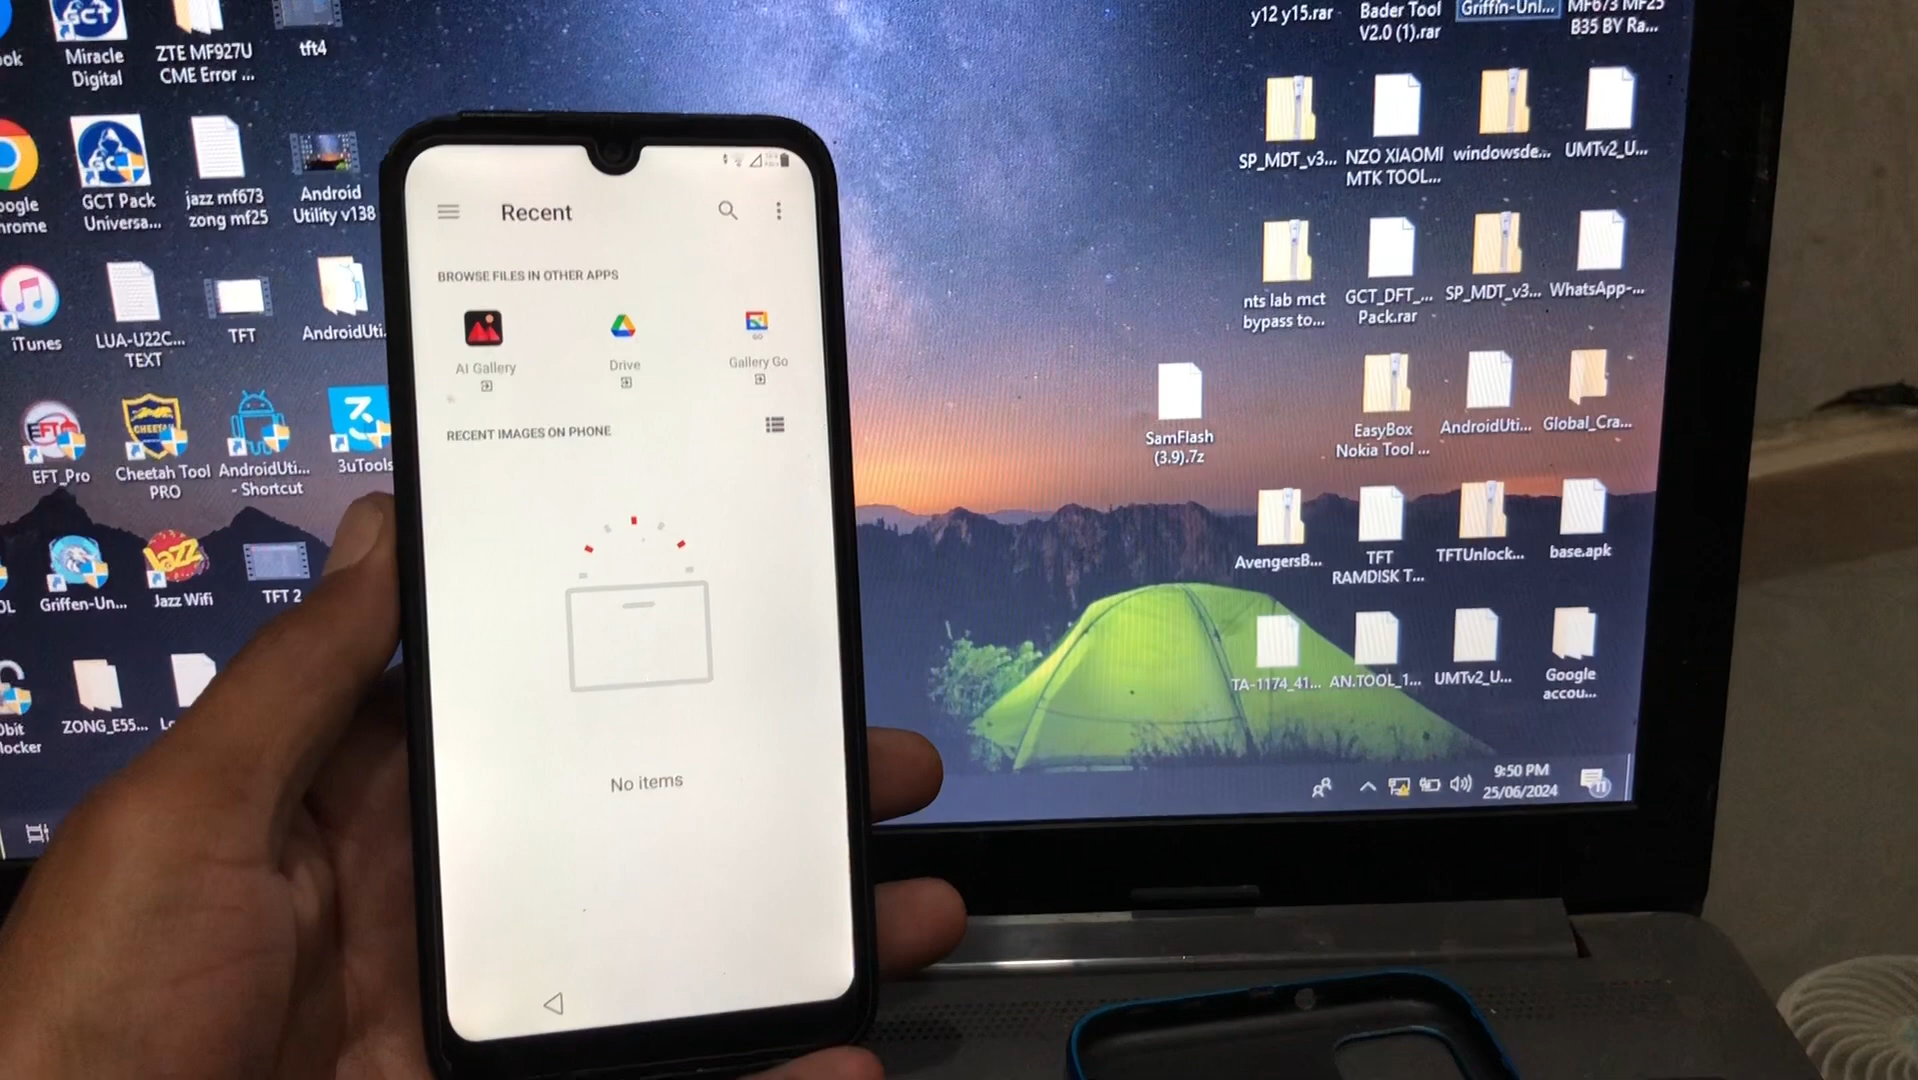 Miracle
Digital
ZTE MF927U
CME Error ...
tft4
GCT Pack
Universa...
jazz mf673
zong mf25
Android
Utility v138
iTunes
LUA-U22C...
TEXT
TFT
AndroidUti...
EFT_Pro
Cheetah Tool
PRO
AndroidUti...
- Shortcut
3uTools
Griffen-Un...
Jazz Wifi
TFT 2
ZONG_E55...
Recent
BROWSE FILES IN OTHER APPS
AI Gallery
Drive
Gallery Go
RECENT IMAGES ON PHONE
No items
y12 y15.rar
Bader Tool
V2.0 (1).rar
Griffin-Unl...
MF673 MF25
B35 BY Ra...
SP_MDT_v3...
NZO XIAOMI
MTK TOOL...
windowsde...
UMTv2_U...
nts lab mct
bypass to...
GCT_DFT_...
Pack.rar
SP_MDT_v3...
WhatsApp-...
SamFlash
(3.9).7z
EasyBox
Nokia Tool ...
AndroidUti...
Global_Cra...
AvengersB...
TFT
RAMDISK T...
TFTUnlock...
base.apk
TA-1174_41...
AN.TOOL_1...
UMTv2_U...
Google
accou...
9:50 PM
25/06/2024